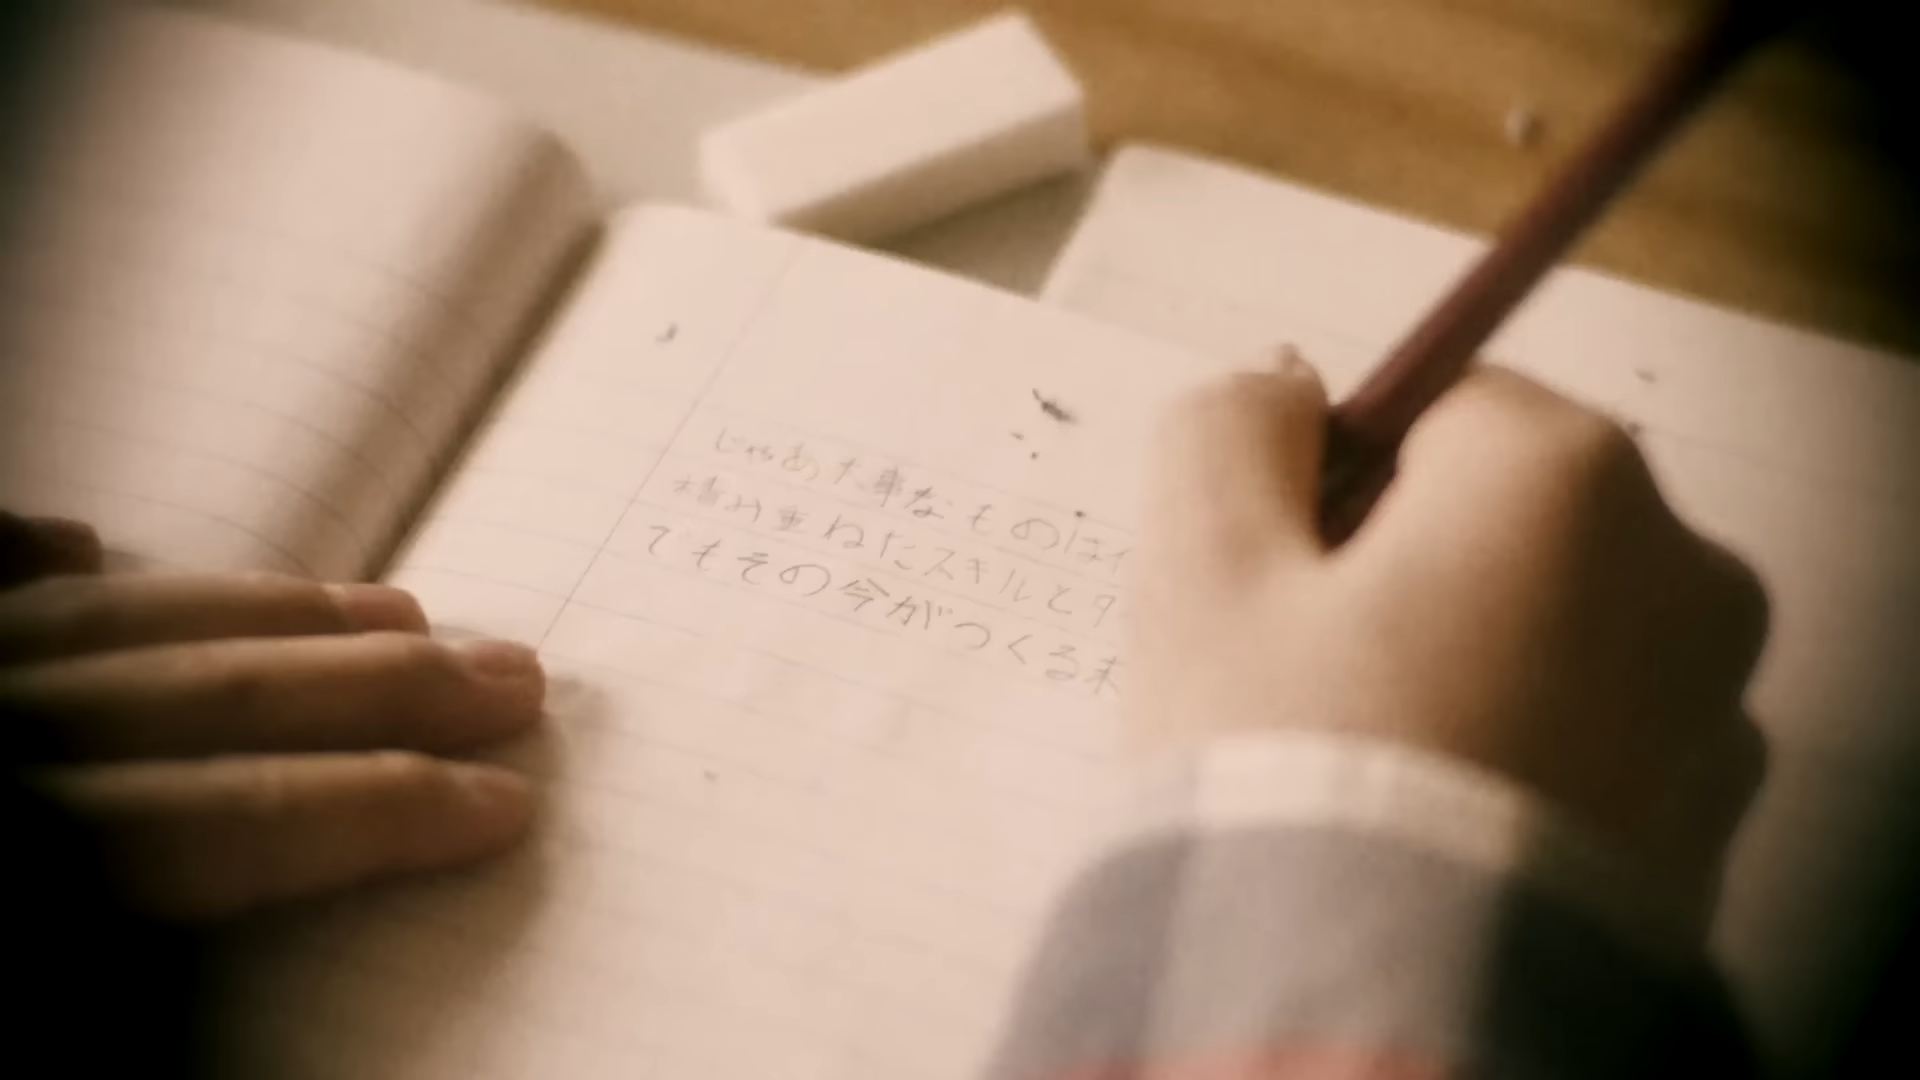 じゃあ大事なものは
積み重ねたスキルと
でもその今がつくる未